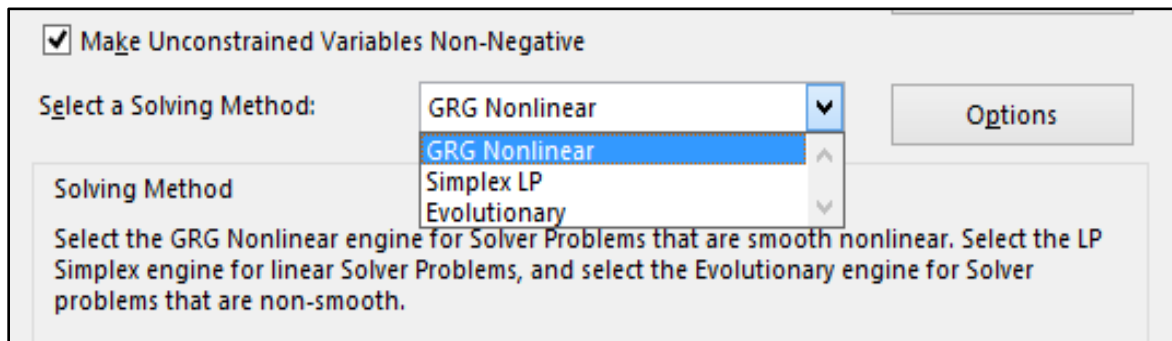 Make Unconstrained Variables Non-Negative
Select a Solving Method:
GRG Nonlinear
Options
GRG Nonlinear
Simplex LP
Evolutionary
Solving Method
Select the GRG Nonlinear engine for Solver Problems that are smooth nonlinear. Select the LP
Simplex engine for linear Solver Problems, and select the Evolutionary engine for Solver
problems that are non-smooth.